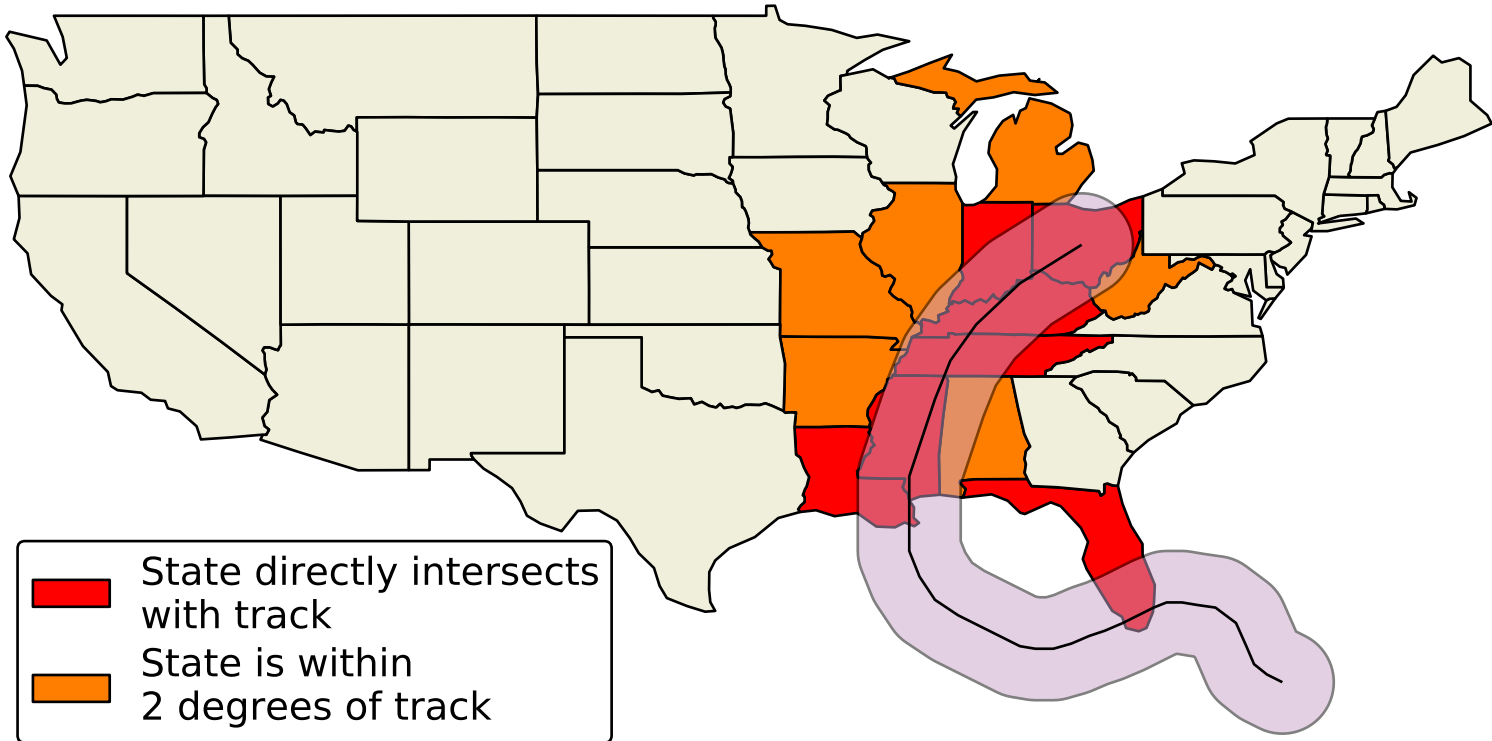 State directly intersects
with track
State is within
2 degrees of track